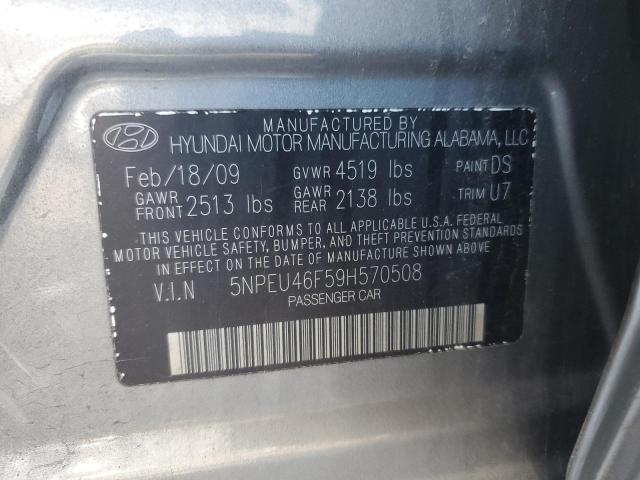 MANUFACTURED BY
HYUNDAI MOTOR MANUFACTURING ALABAMA, LLC
Feb/18/09 GVWR 4519 lbs PAINT DS
GAWR FRONT 2513 lbs GAWR REAR 2138 lbs TRIM U7
THIS VEHICLE CONFORMS TO ALL APPLICABLE U.S.A. FEDERAL
MOTOR VEHICLE SAFETY, BUMPER, AND THEFT PREVENTION
STANDARDS IN EFFECT ON THE DATE OF MANUFACTURE SHOWN ABOVE.
V.I.N 5NPEU46F59H570508
PASSENGER CAR